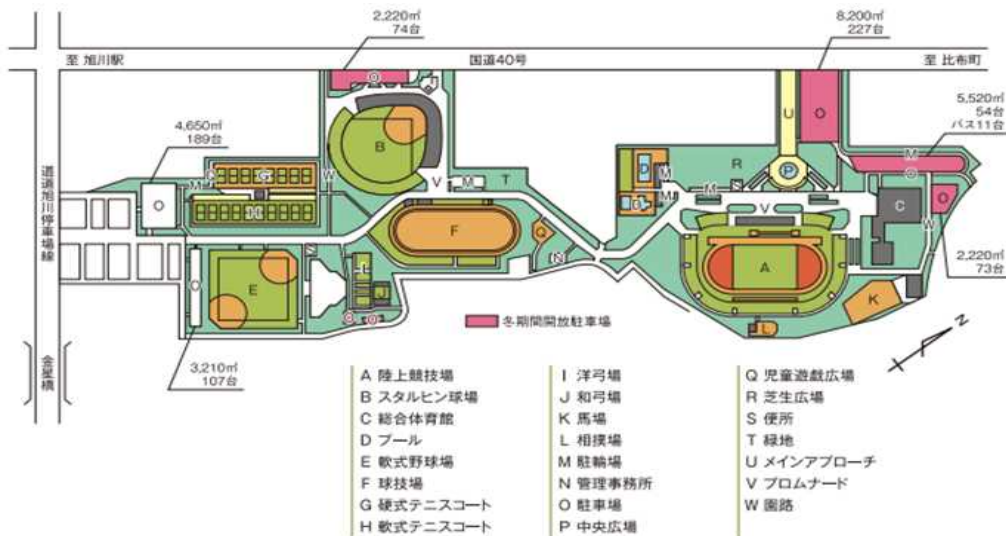 2,220㎡
74台
8,200㎡
227台
至 旭川駅
国道40号
至 比布町
5,520㎡
54台
バス11台
4,650㎡
189台
道道旭川停車場線
金星橋
O
J
B
G
M
W
H
O
V
M
T
F
Q
N
E
O
I
J
3,210㎡
107台
U
O
P
R
D
M
D
M
M
V
A
M
O
C
O
W
K
L
2,220㎡
73台
N
冬期間開放駐車場
A 陸上競技場
B スタルヒン球場
C 総合体育館
D プール
E 軟式野球場
F 球技場
G 硬式テニスコート
H 軟式テニスコート
I 洋弓場
J 和弓場
K 馬場
L 相撲場
M 駐輪場
N 管理事務所
O 駐車場
P 中央広場
Q 児童遊戯広場
R 芝生広場
S 便所
T 緑地
U メインアプローチ
V プロムナード
W 園路